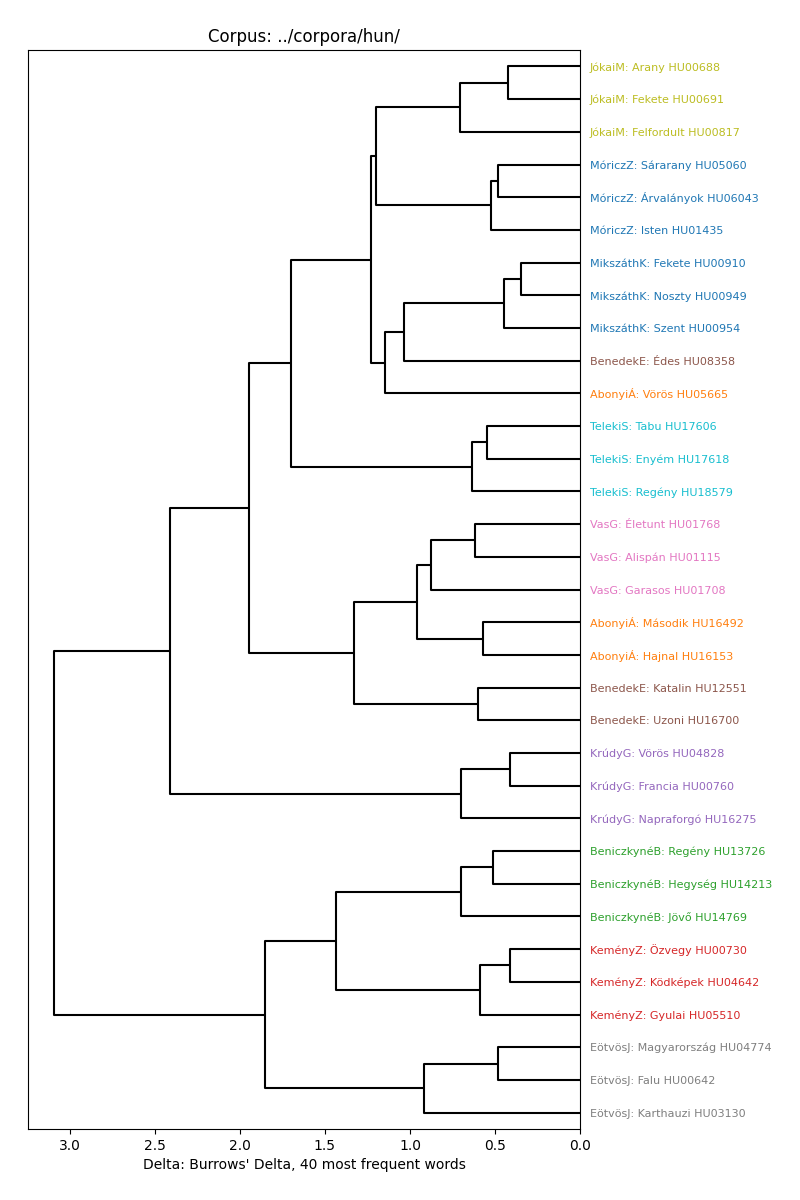 Corpus: ../corpora/hun/
JókaiM: Arany HU00688
JókaiM: Fekete HU00691
JókaiM: Felfordult HU00817
MóriczZ: Sárarany HU05060
MóriczZ: Árvalányok HU06043
MóriczZ: Isten HU01435
MikszáthK: Fekete HU00910
MikszáthK: Noszty HU00949
MikszáthK: Szent HU00954
BenedekE: Édes HU08358
AbonyiÁ: Vörös HU05665
TelekiS: Tabu HU17606
TelekiS: Enyém HU17618
TelekiS: Regény HU18579
VasG: Életunt HU01768
VasG: Alispán HU01115
VasG: Garasos HU01708
AbonyiÁ: Második HU16492
AbonyiÁ: Hajnal HU16153
BenedekE: Katalin HU12551
BenedekE: Uzoni HU16700
KrúdyG: Vörös HU04828
KrúdyG: Francia HU00760
KrúdyG: Napraforgó HU16275
BeniczkynéB: Regény HU13726
BeniczkynéB: Hegység HU14213
BeniczkynéB: Jövő HU14769
KeményZ: Özvegy HU00730
KeményZ: Ködképek HU04642
KeményZ: Gyulai HU05510
EötvösJ: Magyarország HU04774
EötvösJ: Falu HU00642
EötvösJ: Karthauzi HU03130
3.0 2.5 2.0 1.5 1.0 0.5 0.0
Delta: Burrows' Delta, 40 most frequent words